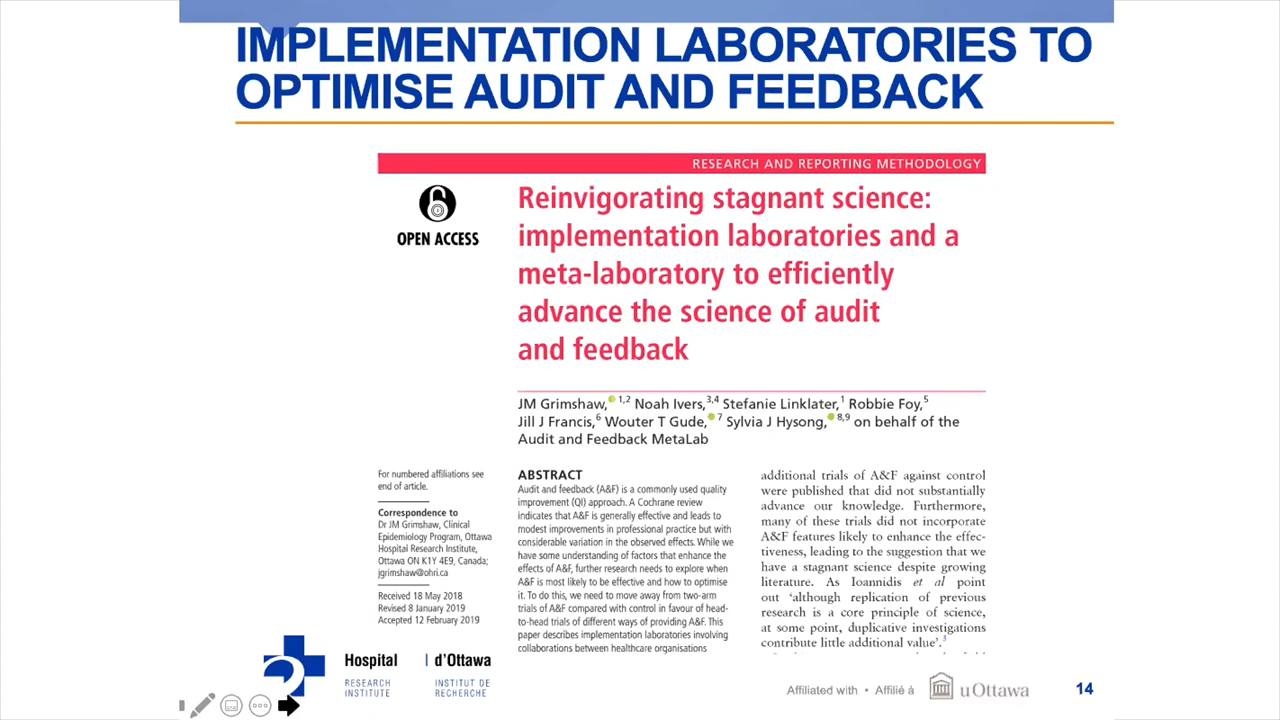 IMPLEMENTATION LABORATORIES TO
OPTIMISE AUDIT AND FEEDBACK
RESEARCH AND REPORTING METHODOLOGY
OPEN ACCESS
Reinvigorating stagnant science:
implementation laboratories and a
meta-laboratory to efficiently
advance the science of audit
and feedback
JM Grimshaw, 1,2 Noah Ivers,3,4 Stefanie Linklater,1 Robbie Foy,5
Jill J Francis,6 Wouter T Gude, 7 Sylvia J Hysong, 8,9 on behalf of the
Audit and Feedback MetaLab
For numbered affiliations see
end of article.
Correspondence to
Dr JM Grimshaw, Clinical
Epidemiology Program, Ottawa
Hospital Research Institute,
Ottawa ON K1Y 4E9, Canada;
jgrimshaw@ohri.ca
Received 18 May 2018
Revised 8 January 2019
Accepted 12 February 2019
ABSTRACT
Audit and feedback (A&F) is a commonly used quality
improvement (QI) approach. A Cochrane review
indicates that A&F is generally effective and leads to
modest improvements in professional practice but with
considerable variation in the observed effects. While we
have some understanding of factors that enhance the
effects of A&F, further research needs to explore when
A&F is most likely to be effective and how to optimise
it. To do this, we need to move away from two-arm
trials of A&F compared with control in favour of head-
to-head trials of different ways of providing A&F. This
paper describes implementation laboratories involving
collaborations between healthcare organisations
additional trials of A&F against control
were published that did not substantially
advance our knowledge. Furthermore,
many of these trials did not incorporate
A&F features likely to enhance the effec-
tiveness, leading to the suggestion that we
have a stagnant science despite growing
literature. As Ioannidis et al point
out ‘although replication of previous
research is a core principle of science,
at some point, duplicative investigations
contribute little additional value’.3
Hospital d'Ottawa
RESEARCH INSTITUT DE
INSTITUTE RECHERCHE
Affiliated with • Affilié à
uOttawa
14